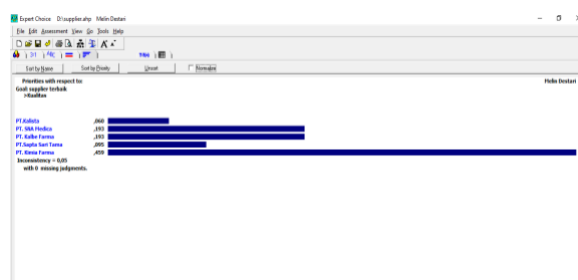 Expert Choice D:\supplier.ahp Melin Destari
File Edit Assessment View Go Tools Help
Sort by Name Sort by Priority Unsort Normalize
Priorities with respect to: Melin Destari
Goal: supplier terbaik
>Kualitas
PT.Kalista ,060
PT. SNA Medica ,193
PT. Kalbe Farma ,193
PT.Sapta Sari Tama ,095
PT. Kimia Farma ,459
Inconsistency = 0,05
with 0 missing judgments.